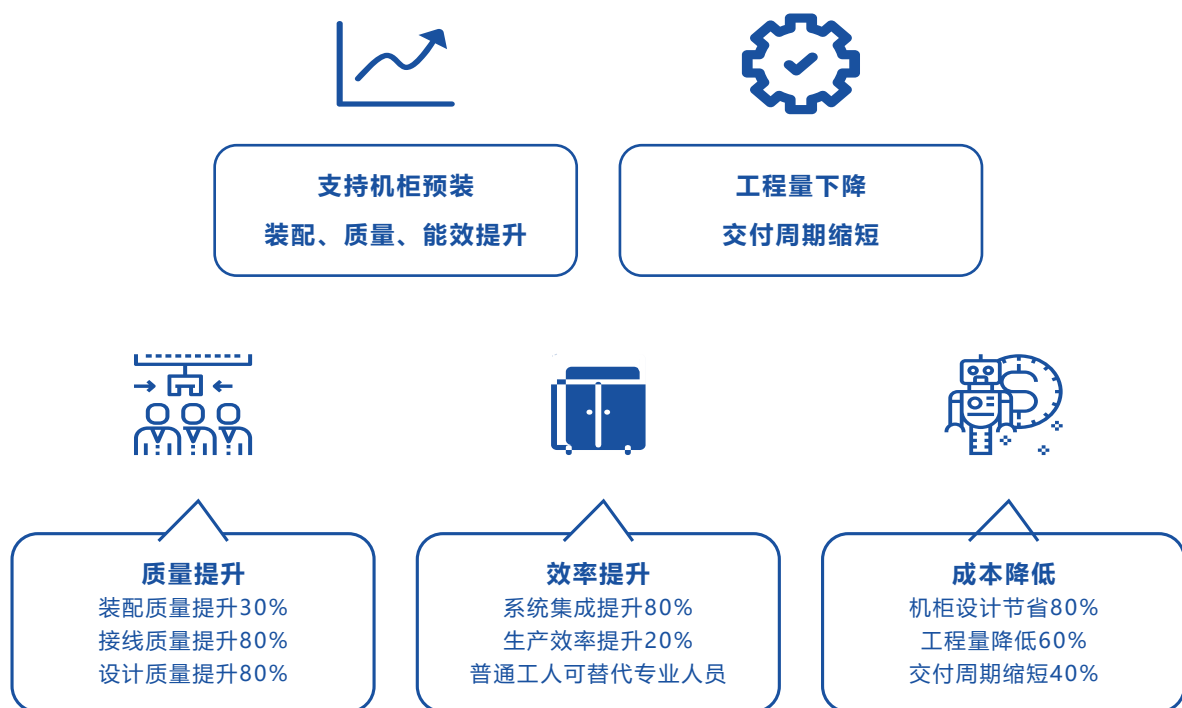 支持机柜预装
装配、质量、能效提升
工程量下降
交付周期缩短
质量提升
装配质量提升30%
接线质量提升80%
设计质量提升80%
效率提升
系统集成提升80%
生产效率提升20%
普通工人可替代专业人员
成本降低
机柜设计节省80%
工程量降低60%
交付周期缩短40%